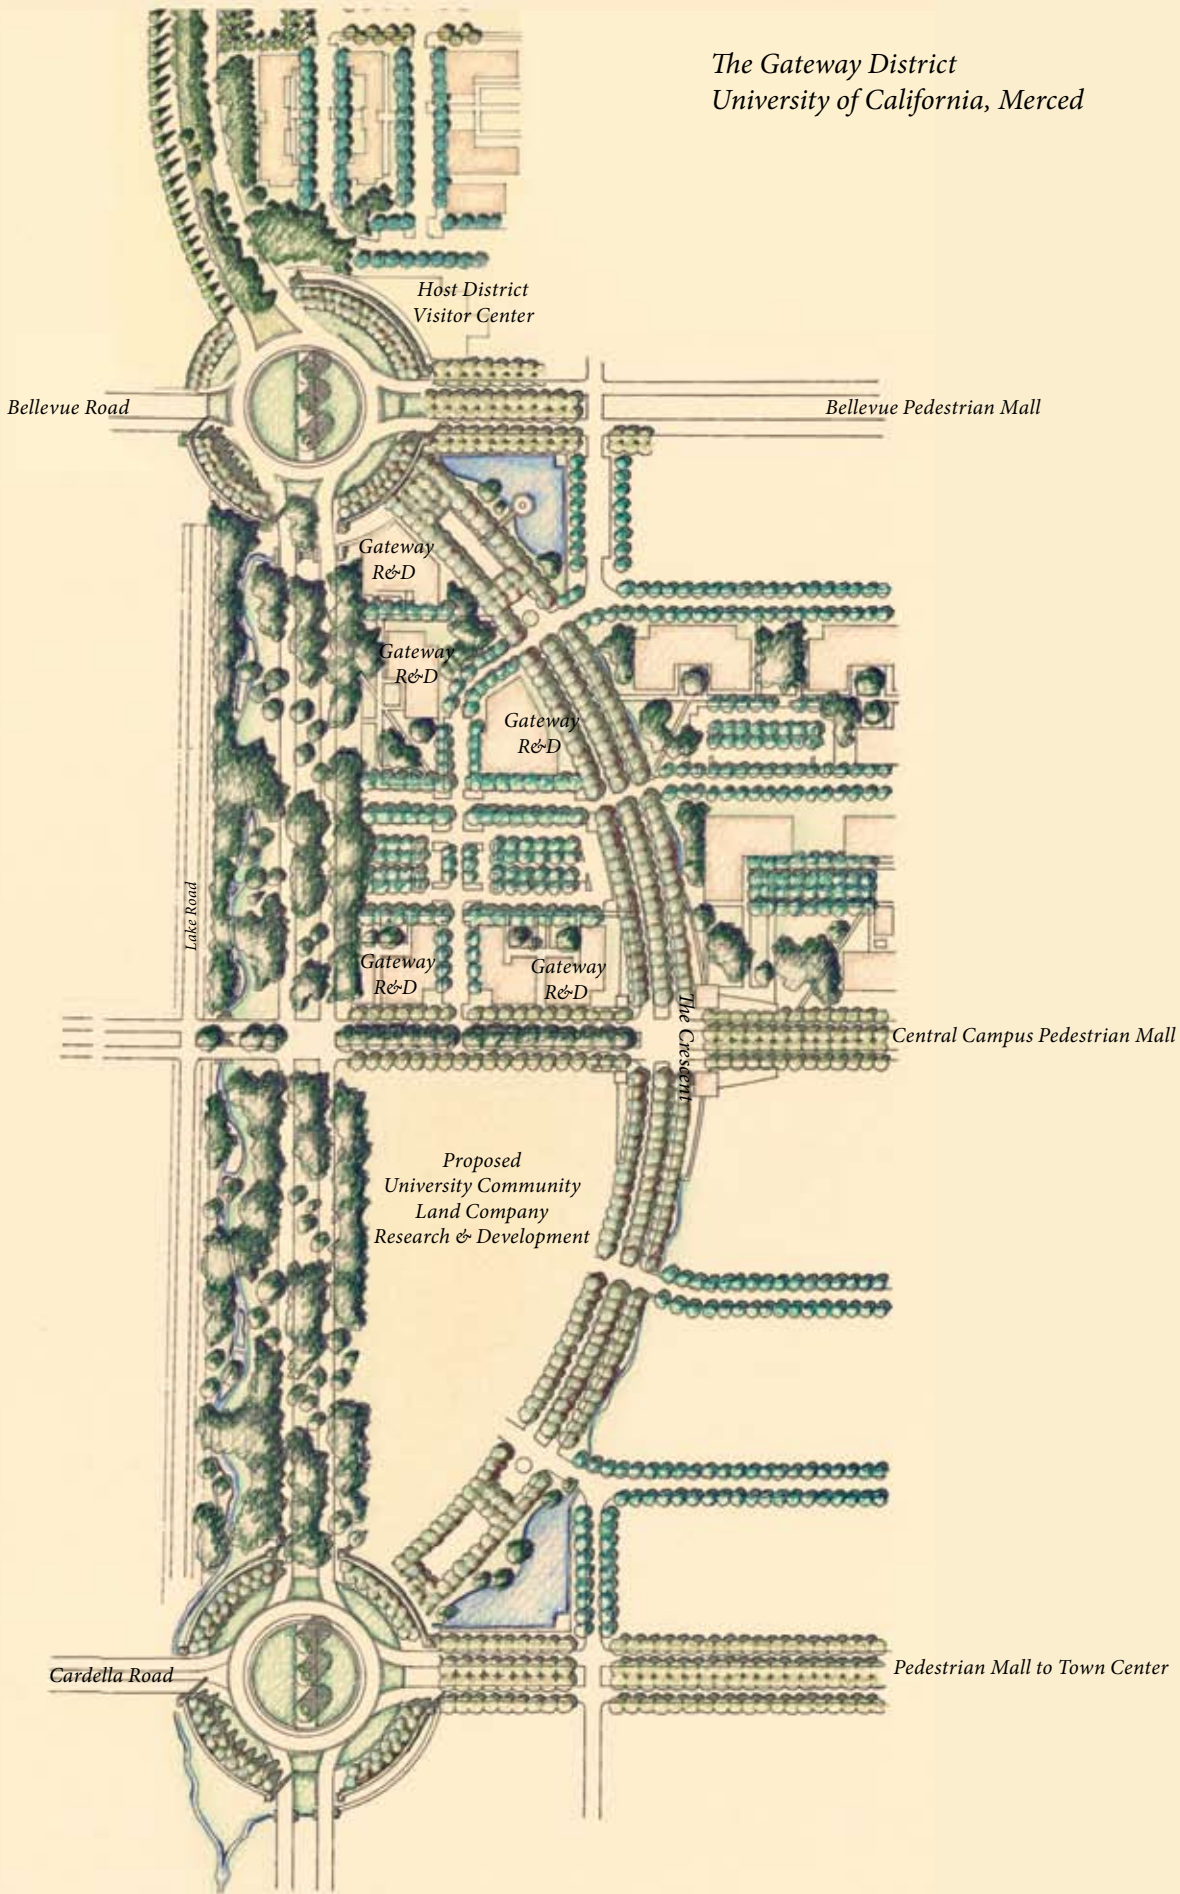 The Gateway District
University of California, Merced
Host District
Visitor Center
Bellevue Road
Bellevue Pedestrian Mall
Gateway
R&D
Gateway
R&D
Gateway
R&D
Lake Road
Gateway
R&D
Gateway
R&D
The Crescent
Central Campus Pedestrian Mall
Proposed
University Community
Land Company
Research & Development
Cardella Road
Pedestrian Mall to Town Center